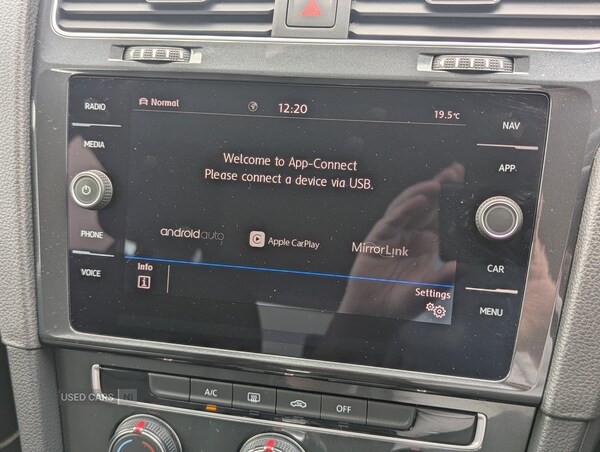 RADIO
MEDIA
PHONE
VOICE
Normal
12:20
19.5°C
Welcome to App-Connect
Please connect a device via USB.
androidauto
Apple CarPlay
MirrorLink
Info
i
Settings
NAV
APP
CAR
MENU
A/C
OFF
USED CARS NI